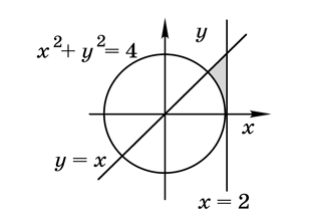 y
x² + y² = 4
x
y = x
x = 2